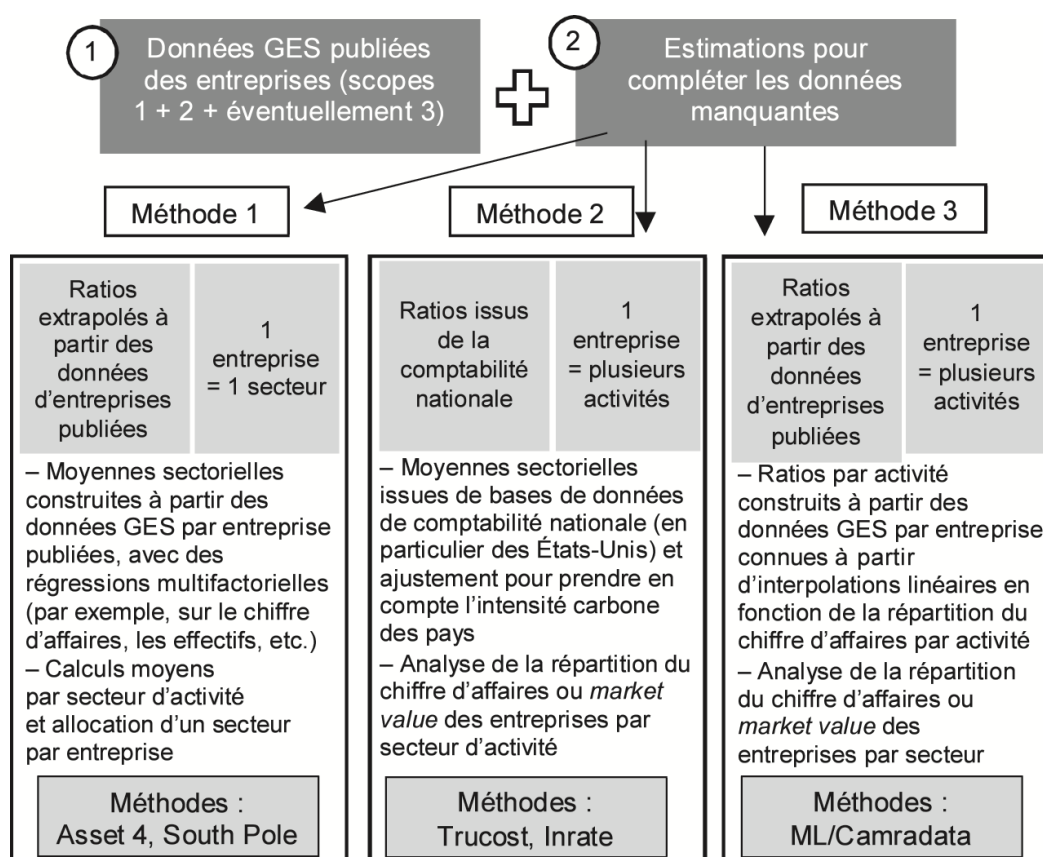 1
Données GES publiées
des entreprises (scopes
1 + 2 + éventuellement 3)
2
Estimations pour
compléter les données
manquantes
Méthode 1
Méthode 2
Méthode 3
Ratios
extrapolés à
partir des
données
d’entreprises
publiées
1
entreprise
= 1 secteur
– Moyennes sectorielles
construites à partir des
données GES par entreprise
publiées, avec des
régressions multifactorielles
(par exemple, sur le chiffre
d’affaires, les effectifs, etc.)
– Calculs moyens
par secteur d’activité
et allocation d’un secteur
par entreprise
Méthodes :
Asset 4, South Pole
Ratios issus
de la
comptabilité
nationale
1
entreprise
= plusieurs
activités
– Moyennes sectorielles
issues de bases de données
de comptabilité nationale (en
particulier des États-Unis) et
ajustement pour prendre en
compte l’intensité carbone
des pays
– Analyse de la répartition du
chiffre d’affaires ou market
value des entreprises par
secteur d’activité
Méthodes :
Trucost, Inrate
Ratios
extrapolés à
partir des
données
d’entreprises
publiées
1
entreprise
= plusieurs
activités
– Ratios par activité
construits à partir des
données GES par entreprise
connues à partir
d’interpolations linéaires en
fonction de la répartition du
chiffre d’affaires par activité
– Analyse de la répartition
du chiffre d’affaires ou
market value des
entreprises par secteur
Méthodes :
ML/Camradata